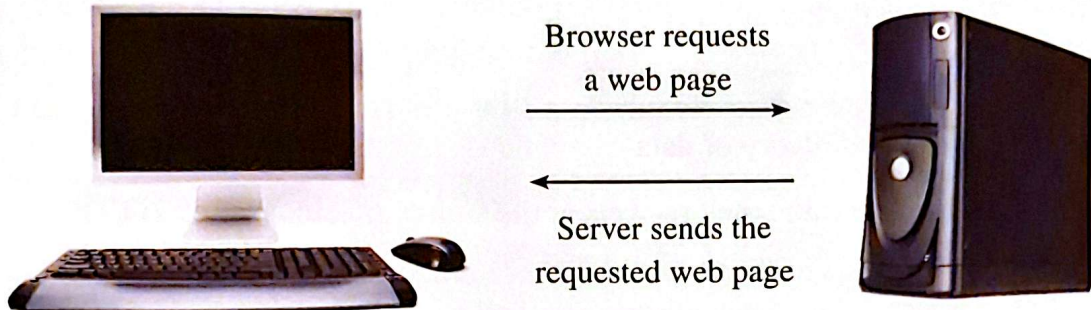 Browser requests
a web page
Server sends the
requested web page